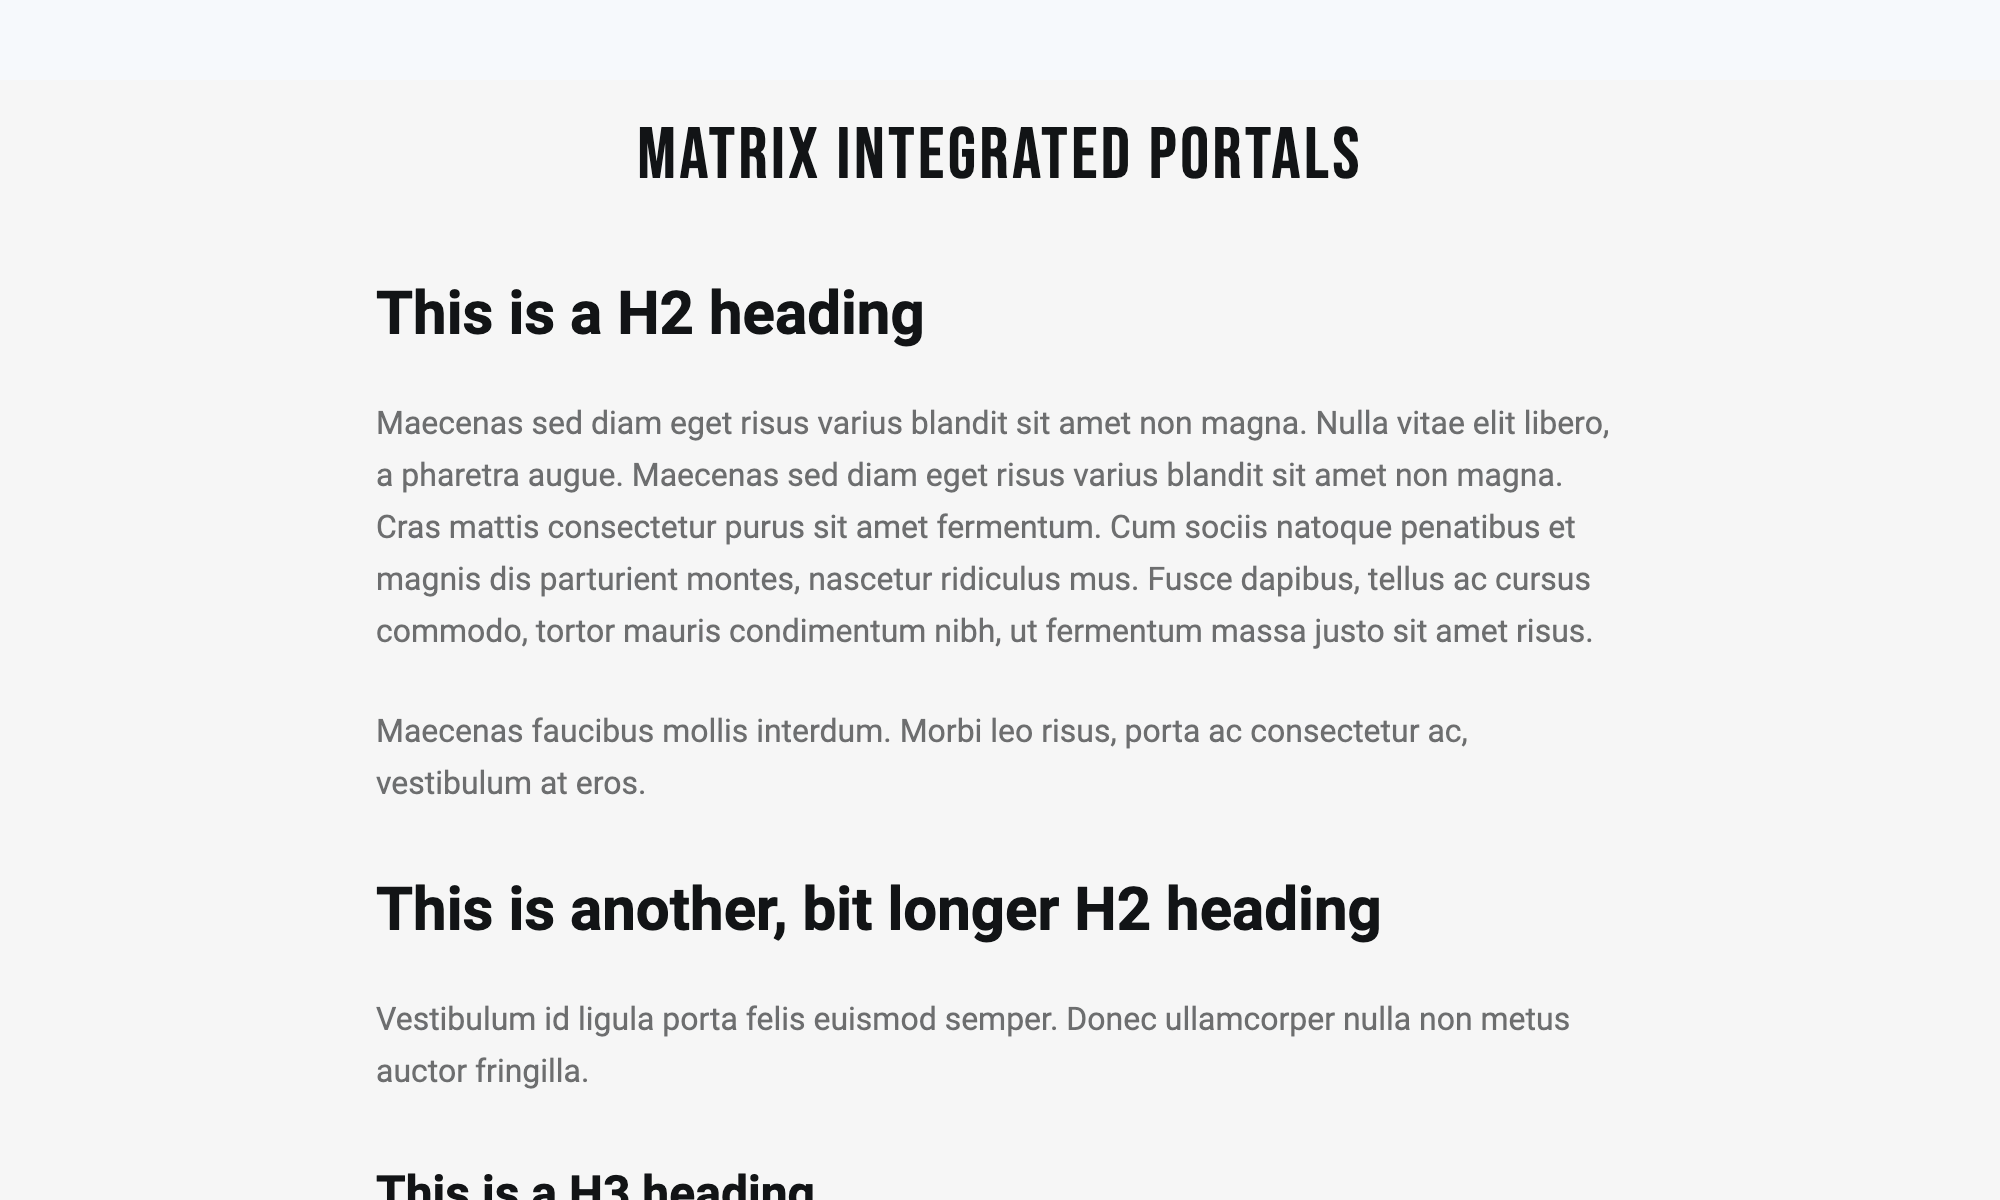 MATRIX INTEGRATED PORTALS
This is a H2 heading
Maecenas sed diam eget risus varius blandit sit amet non magna. Nulla vitae elit libero,
a pharetra augue. Maecenas sed diam eget risus varius blandit sit amet non magna.
Cras mattis consectetur purus sit amet fermentum. Cum sociis natoque penatibus et
magnis dis parturient montes, nascetur ridiculus mus. Fusce dapibus, tellus ac cursus
commodo, tortor mauris condimentum nibh, ut fermentum massa justo sit amet risus.
Maecenas faucibus mollis interdum. Morbi leo risus, porta ac consectetur ac,
vestibulum at eros.
This is another, bit longer H2 heading
Vestibulum id ligula porta felis euismod semper. Donec ullamcorper nulla non metus
auctor fringilla.
This is a H3 heading